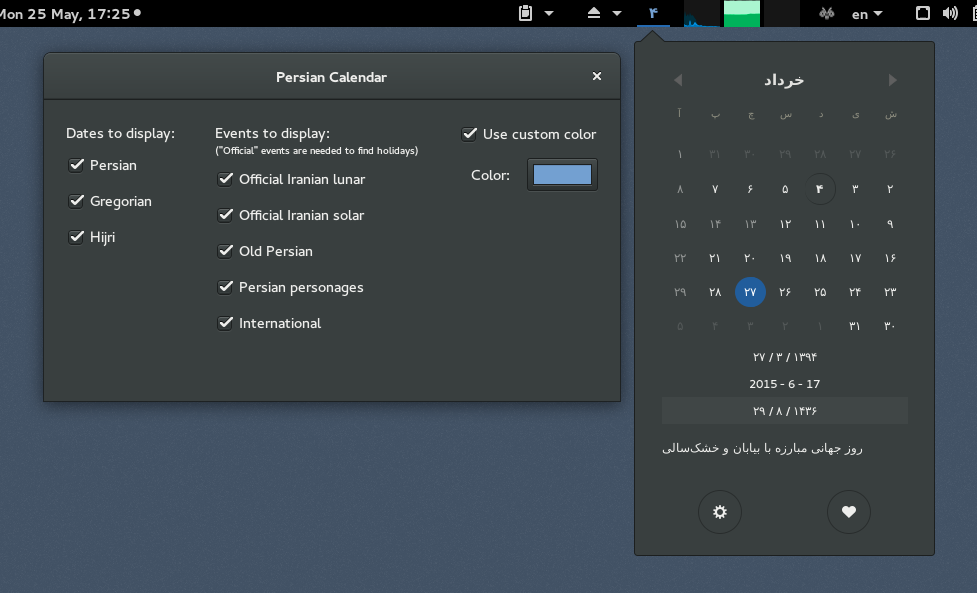 Mon 25 May, 17:25
۴
en
Persian Calendar
Dates to display:
Persian
Gregorian
Hijri
Events to display:
("Official" events are needed to find holidays)
Official Iranian lunar
Official Iranian solar
Old Persian
Persian personages
International
Use custom color
Color:
خرداد
ش ی د س چ پ آ
۲۶ ۲۷ ۲۸ ۲۹ ۳۰ ۳۱ ۱
۲ ۳ ۴ ۵ ۶ ۷ ۸
۹ ۱۰ ۱۱ ۱۲ ۱۳ ۱۴ ۱۵
۱۶ ۱۷ ۱۸ ۱۹ ۲۰ ۲۱ ۲۲
۲۳ ۲۴ ۲۵ ۲۶ ۲۷ ۲۸ ۲۹
۳۰ ۳۱ ۱ ۲ ۳ ۴ ۵
۲۷ / ۳ / ۱۳۹۴
2015 - 6 - 17
۲۹ / ۸ / ۱۴۳۶
روز جهانی مبارزه با بیابان و خشک‌سالی